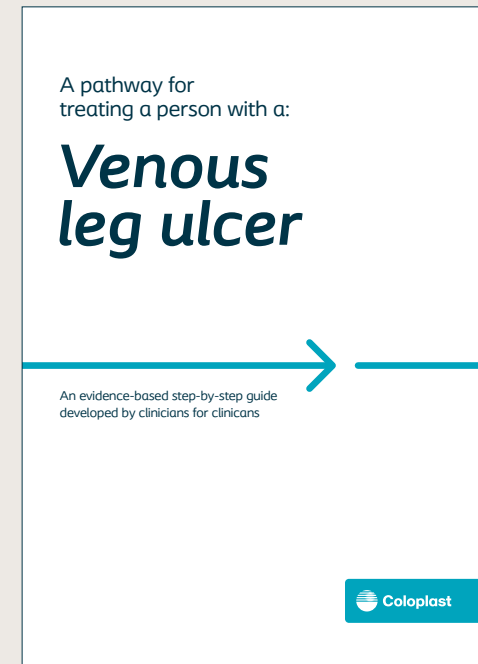 A pathway for
treating a person with a:
Venous
leg ulcer
An evidence-based step-by-step guide
developed by clinicians for clinicans
Coloplast